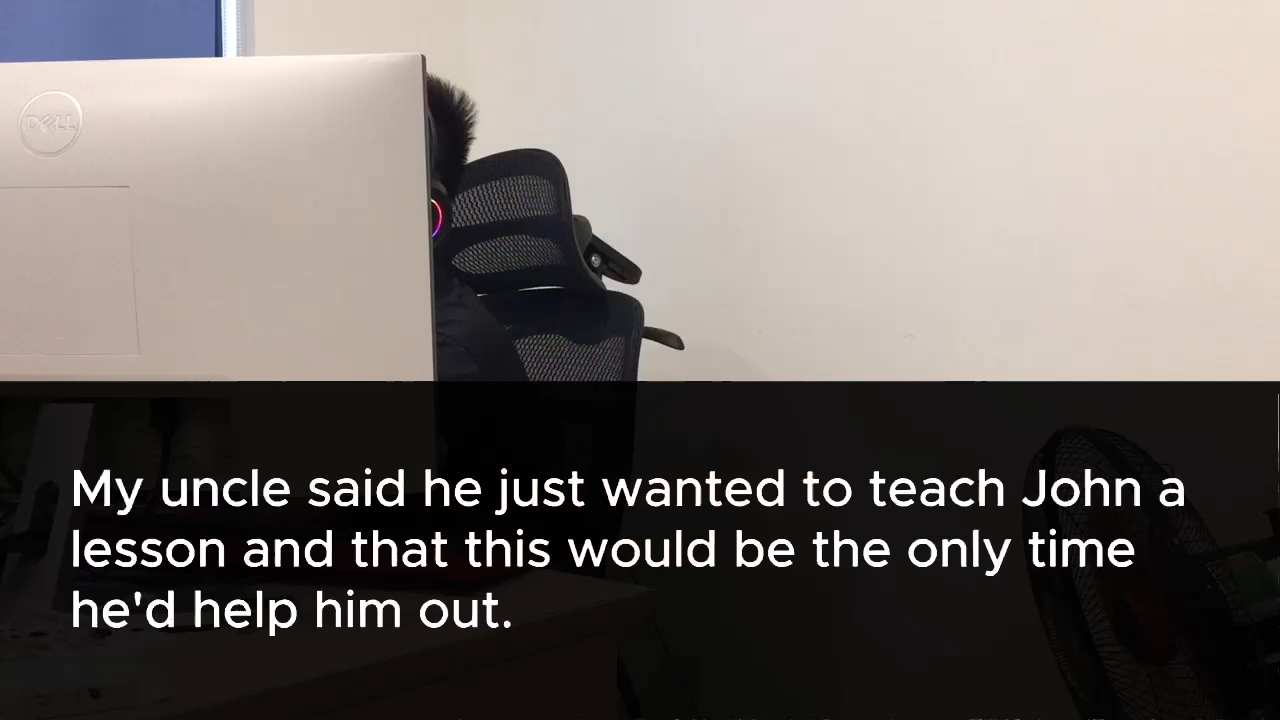 DELL
My uncle said he just wanted to teach John a
lesson and that this would be the only time
he'd help him out.